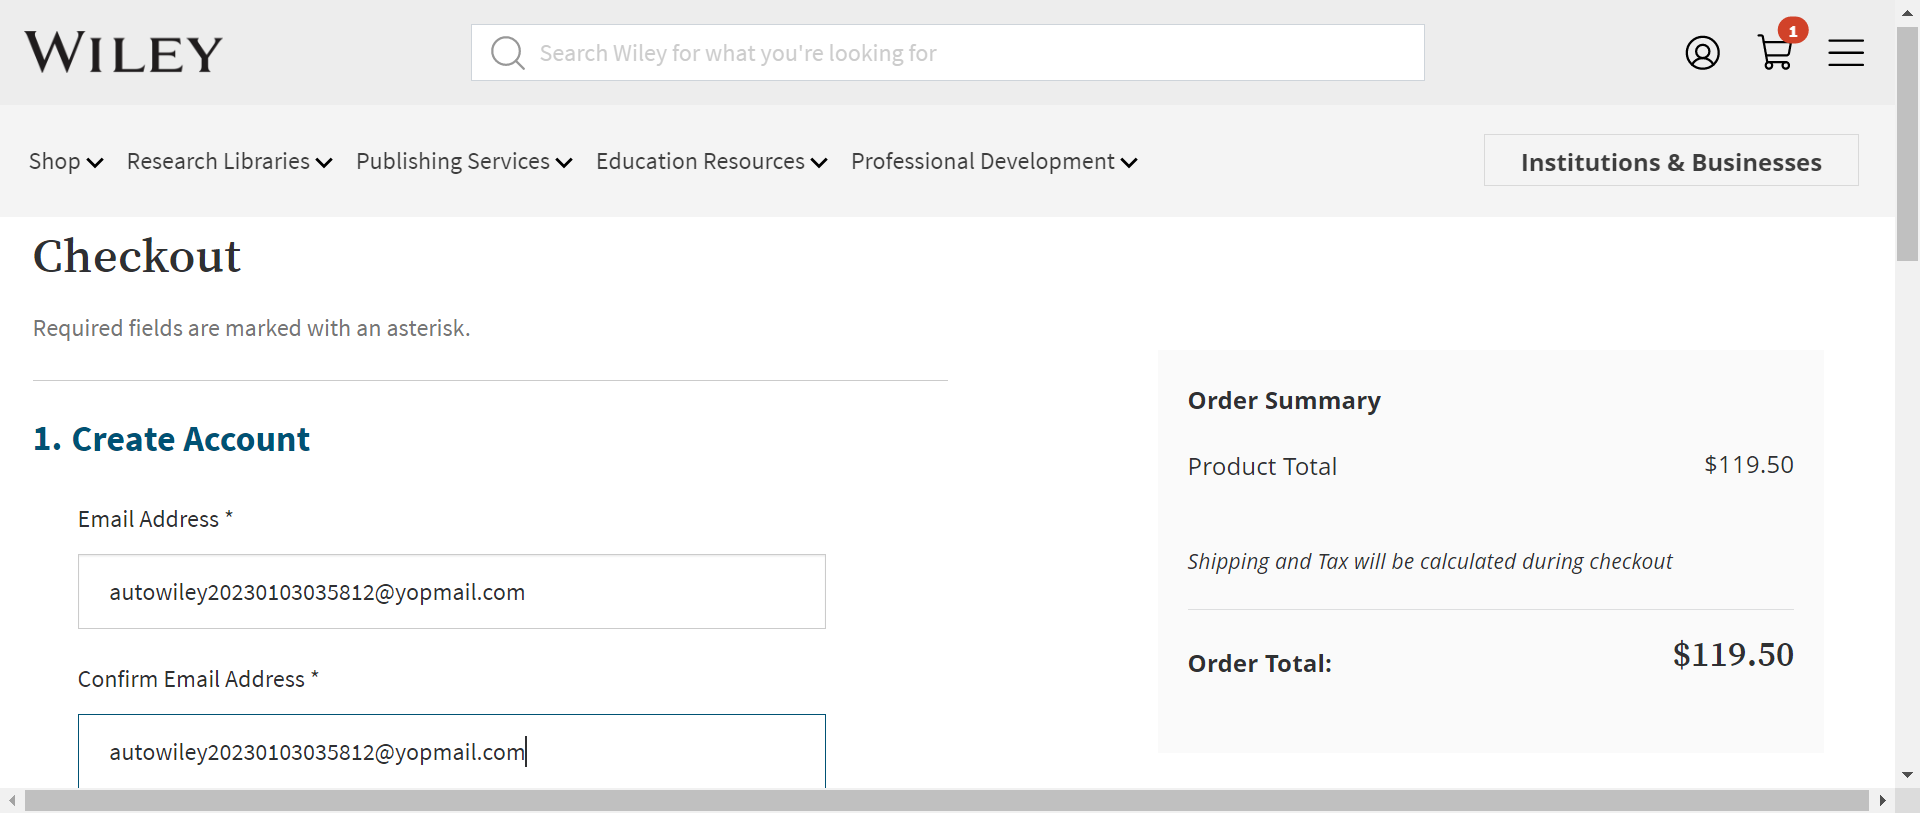 WILEY
Search Wiley for what you're looking for
1
Shop
Research Libraries
Publishing Services
Education Resources
Professional Development
Institutions & Businesses
Checkout
Required fields are marked with an asterisk.
1. Create Account
Email Address *
autowiley20230103035812@yopmail.com
Confirm Email Address *
autowiley20230103035812@yopmail.com
Order Summary
Product Total $119.50
Shipping and Tax will be calculated during checkout
Order Total: $119.50